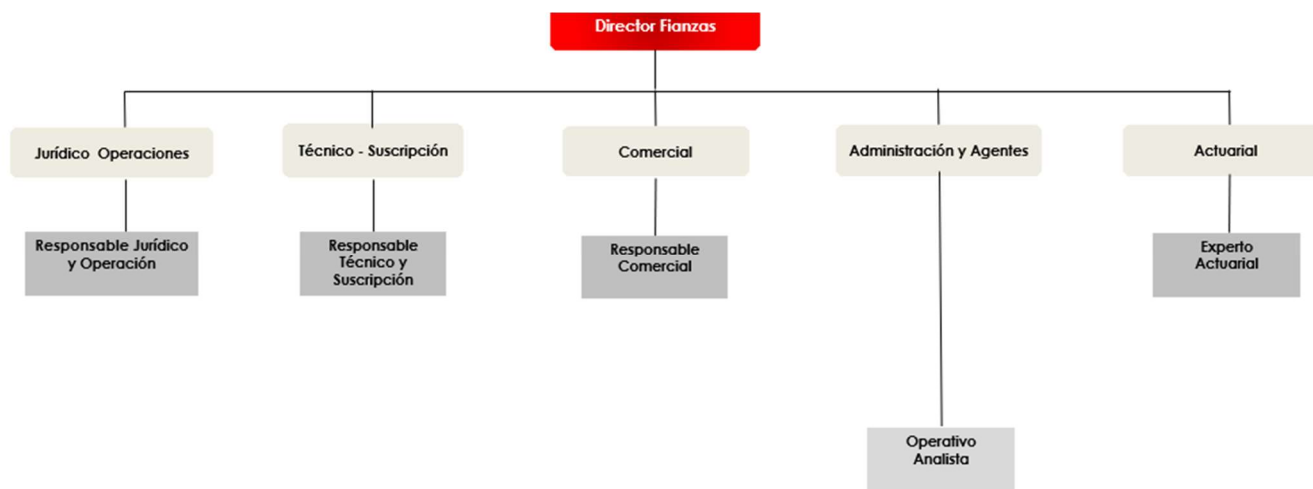 Director Fianzas
Jurídico Operaciones
Técnico - Suscripción
Comercial
Administración y Agentes
Actuarial
Responsable Jurídico
y Operación
Responsable
Técnico y
Suscripción
Responsable
Comercial
Experto
Actuarial
Operativo
Analista